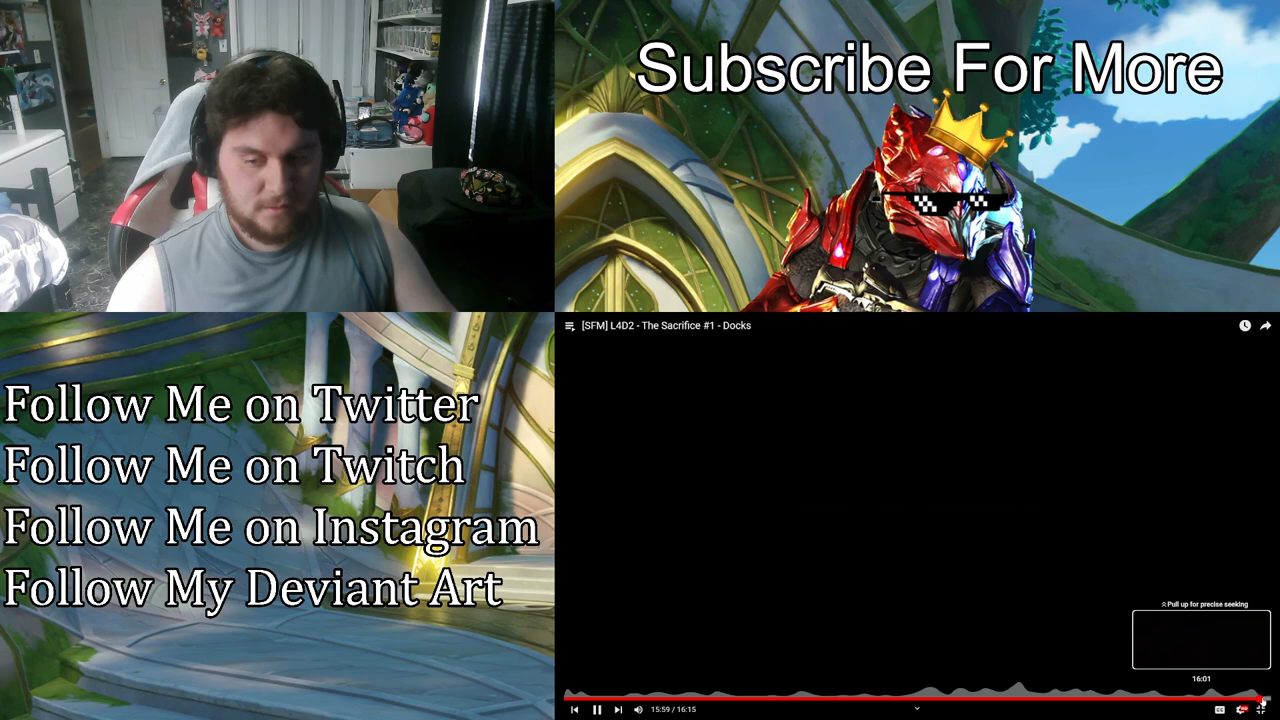 Subscribe For More
[SFM] L4D2 - The Sacrifice #1 - Docks
Follow Me on Twitter
Follow Me on Twitch
Follow Me on Instagram
Follow My Deviant Art
Pull up for precise seeking
16:01
15:59 / 16:15